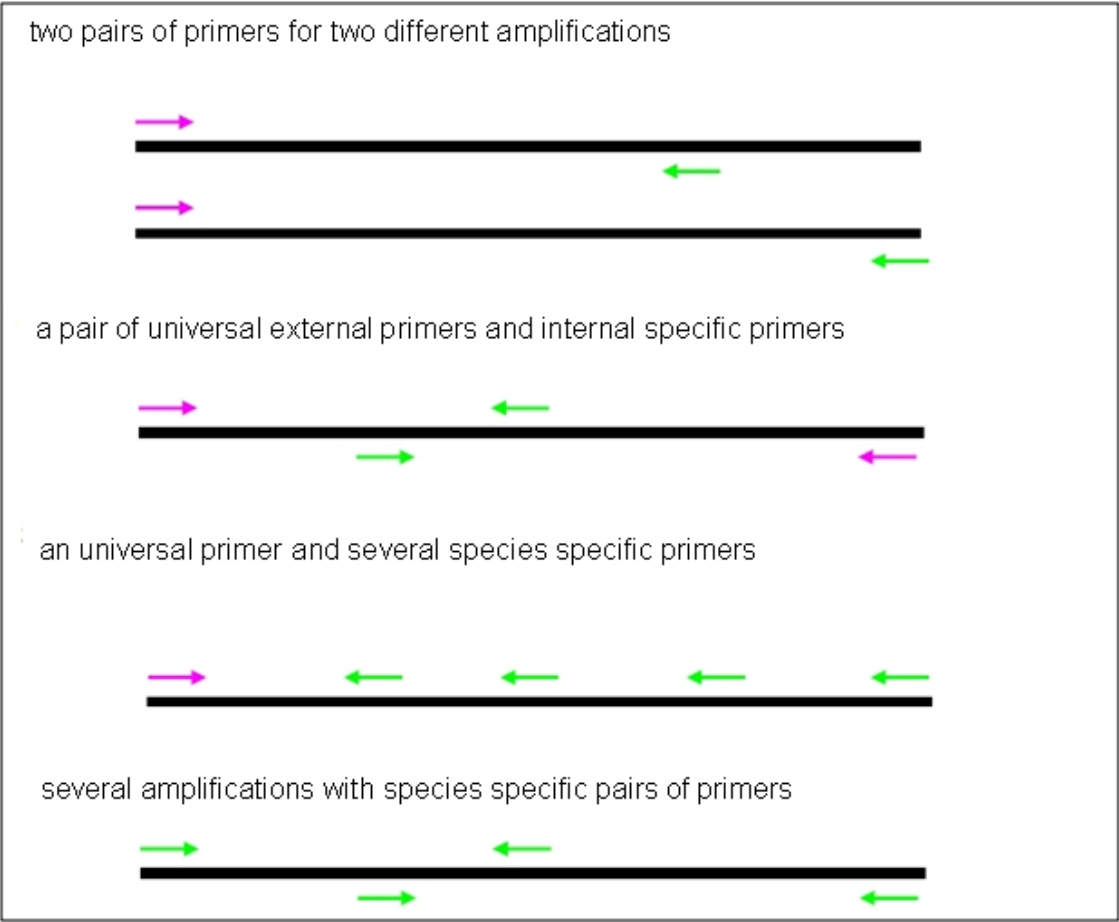 two pairs of primers for two different amplifications
a pair of universal external primers and internal specific primers
an universal primer and several species specific primers
several amplifications with species specific pairs of primers